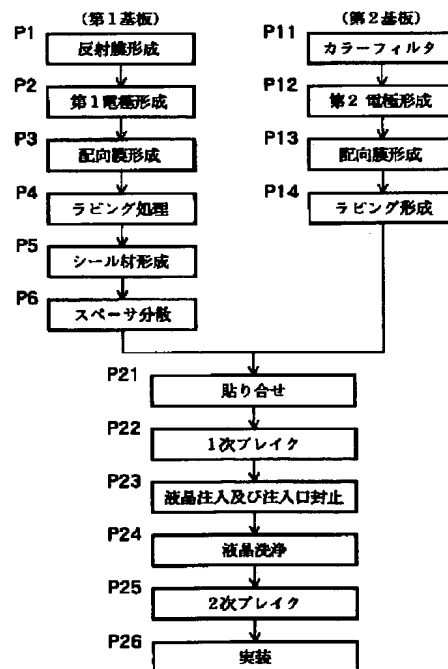 (第1基板)
P1
反射膜形成
P2
第1電極形成
P3
配向膜形成
P4
ラビング処理
P5
シール材形成
P6
スペーサ分散
(第2基板)
P11
カラーフィルタ
P12
第2 電極形成
P13
配向膜形成
P14
ラビング形成
P21
貼り合せ
P22
1次ブレイク
P23
液晶注入及び注入口封止
P24
液晶洗浄
P25
2次ブレイク
P26
実装